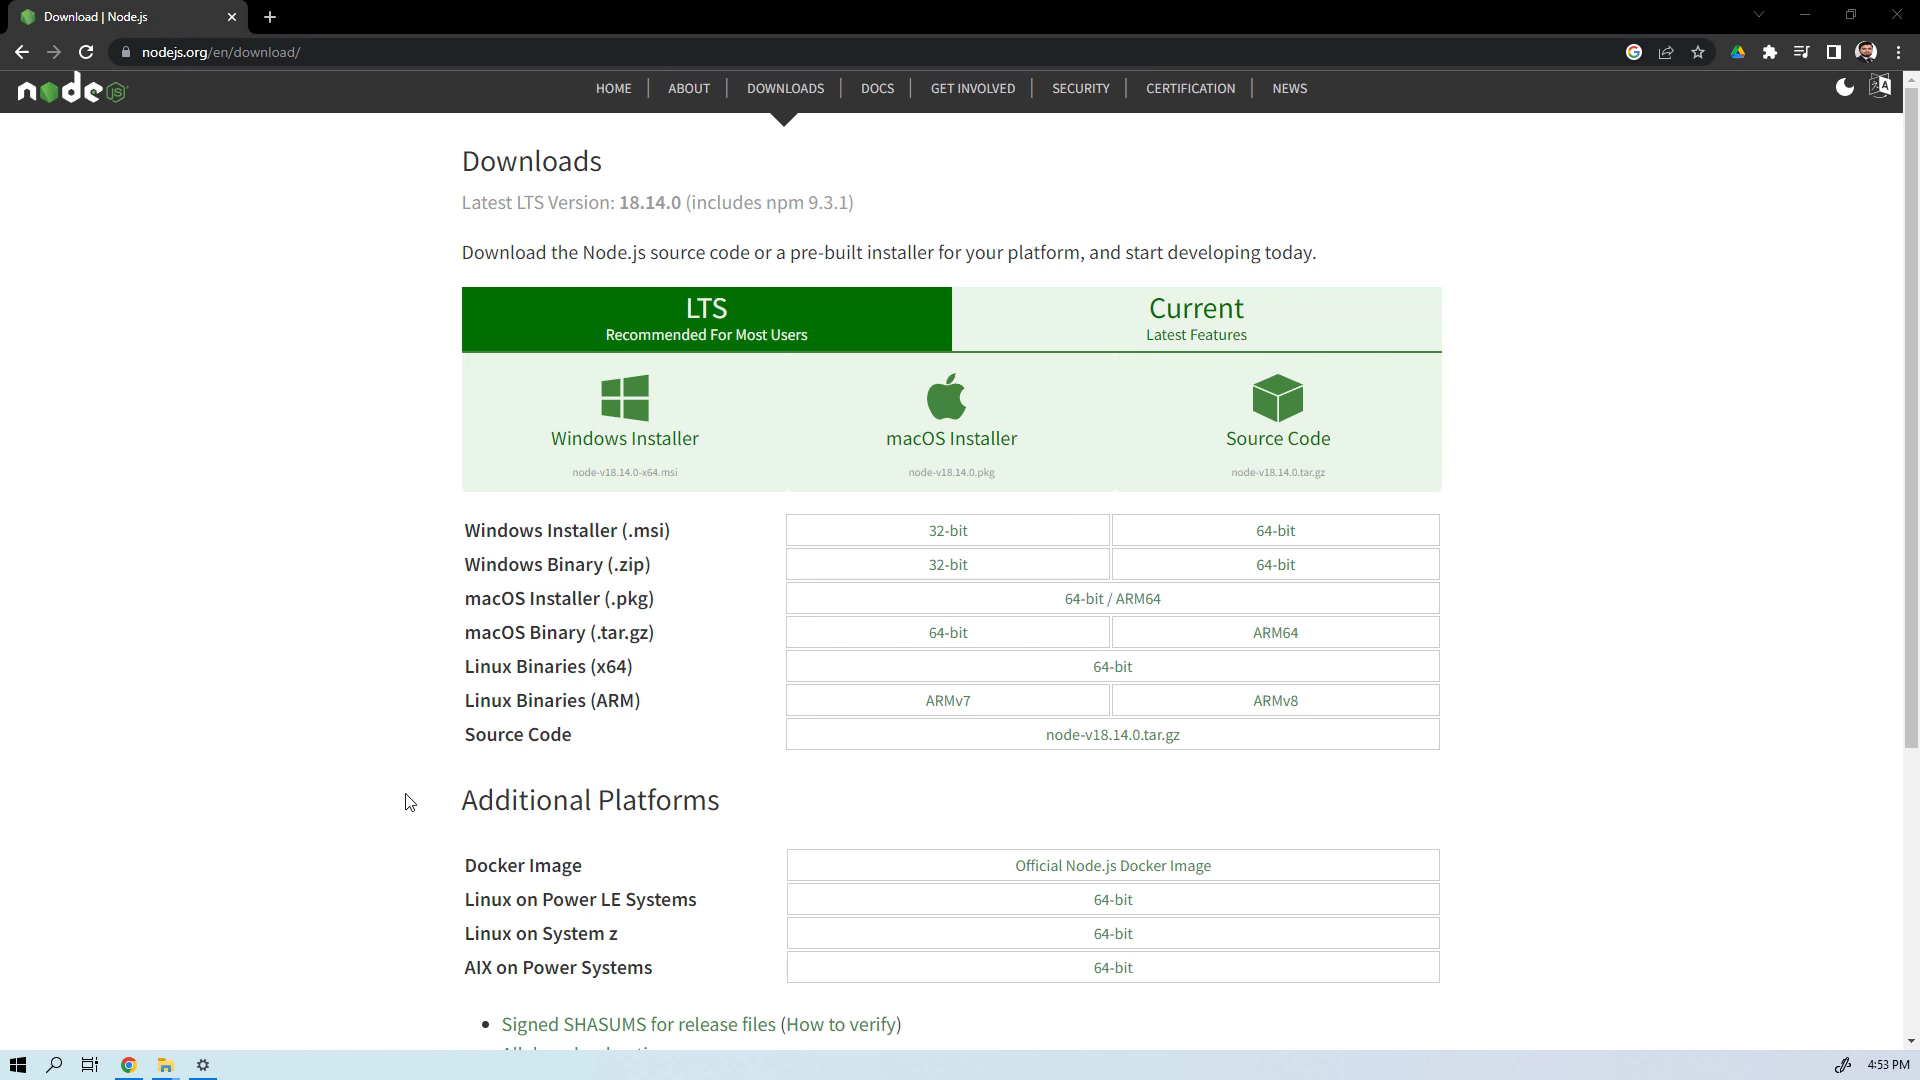 Download | Node.js
nodejs.org/en/download/
node JS
HOME ABOUT DOWNLOADS DOCS GET INVOLVED SECURITY CERTIFICATION NEWS
Downloads
Latest LTS Version: 18.14.0 (includes npm 9.3.1)
Download the Node.js source code or a pre-built installer for your platform, and start developing today.
LTS Current
Recommended For Most Users Latest Features
Windows Installer macOS Installer Source Code
node-v18.14.0-x64.msi node-v18.14.0.pkg node-v18.14.0.tar.gz
Windows Installer (.msi) 32-bit 64-bit
Windows Binary (.zip) 32-bit 64-bit
macOS Installer (.pkg) 64-bit / ARM64
macOS Binary (.tar.gz) 64-bit ARM64
Linux Binaries (x64) 64-bit
Linux Binaries (ARM) ARMv7 ARMv8
Source Code node-v18.14.0.tar.gz
Additional Platforms
Docker Image Official Node.js Docker Image
Linux on Power LE Systems 64-bit
Linux on System z 64-bit
AIX on Power Systems 64-bit
• Signed SHASUMS for release files (How to verify)
4:53 PM